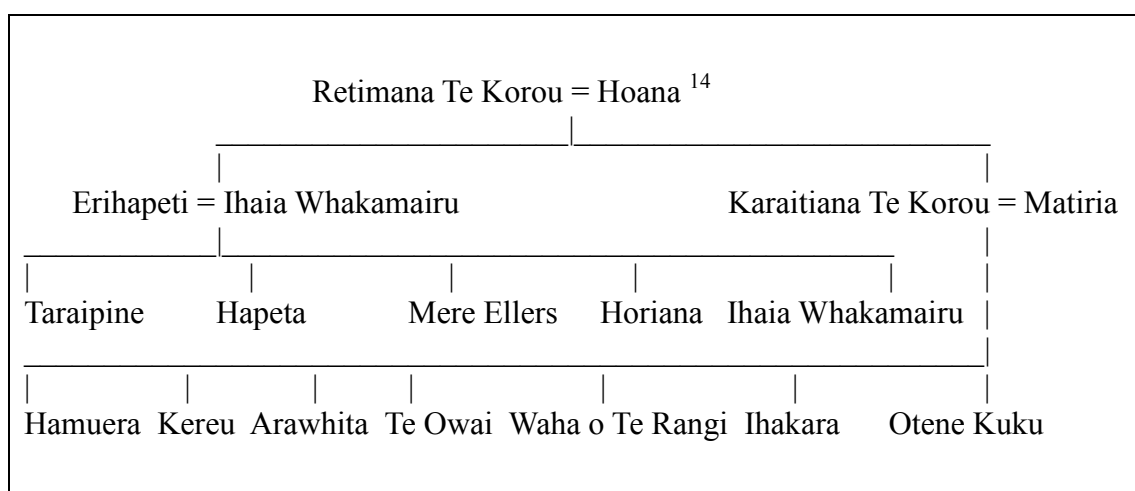 Retimana Te Korou = Hoana 14
Erihapeti = Ihaia Whakamairu Karaitiana Te Korou = Matiria
Taraipine Hapeta Mere Ellers Horiana Ihaia Whakamairu
Hamuera Kereu Arawhita Te Owai Waha o Te Rangi Ihakara Otene Kuku